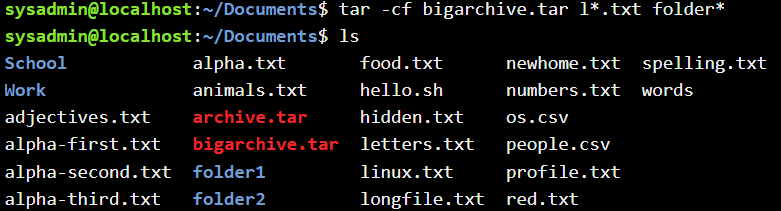 sysadmin@localhost:~/Documents$ tar -cf bigarchive.tar l*.txt folder*
sysadmin@localhost:~/Documents$ ls
School            alpha.txt       food.txt      newhome.txt  spelling.txt
Work              animals.txt     hello.sh      numbers.txt  words
adjectives.txt    archive.tar     hidden.txt    os.csv
alpha-first.txt   bigarchive.tar  letters.txt   people.csv
alpha-second.txt  folder1         linux.txt     profile.txt
alpha-third.txt   folder2         longfile.txt  red.txt